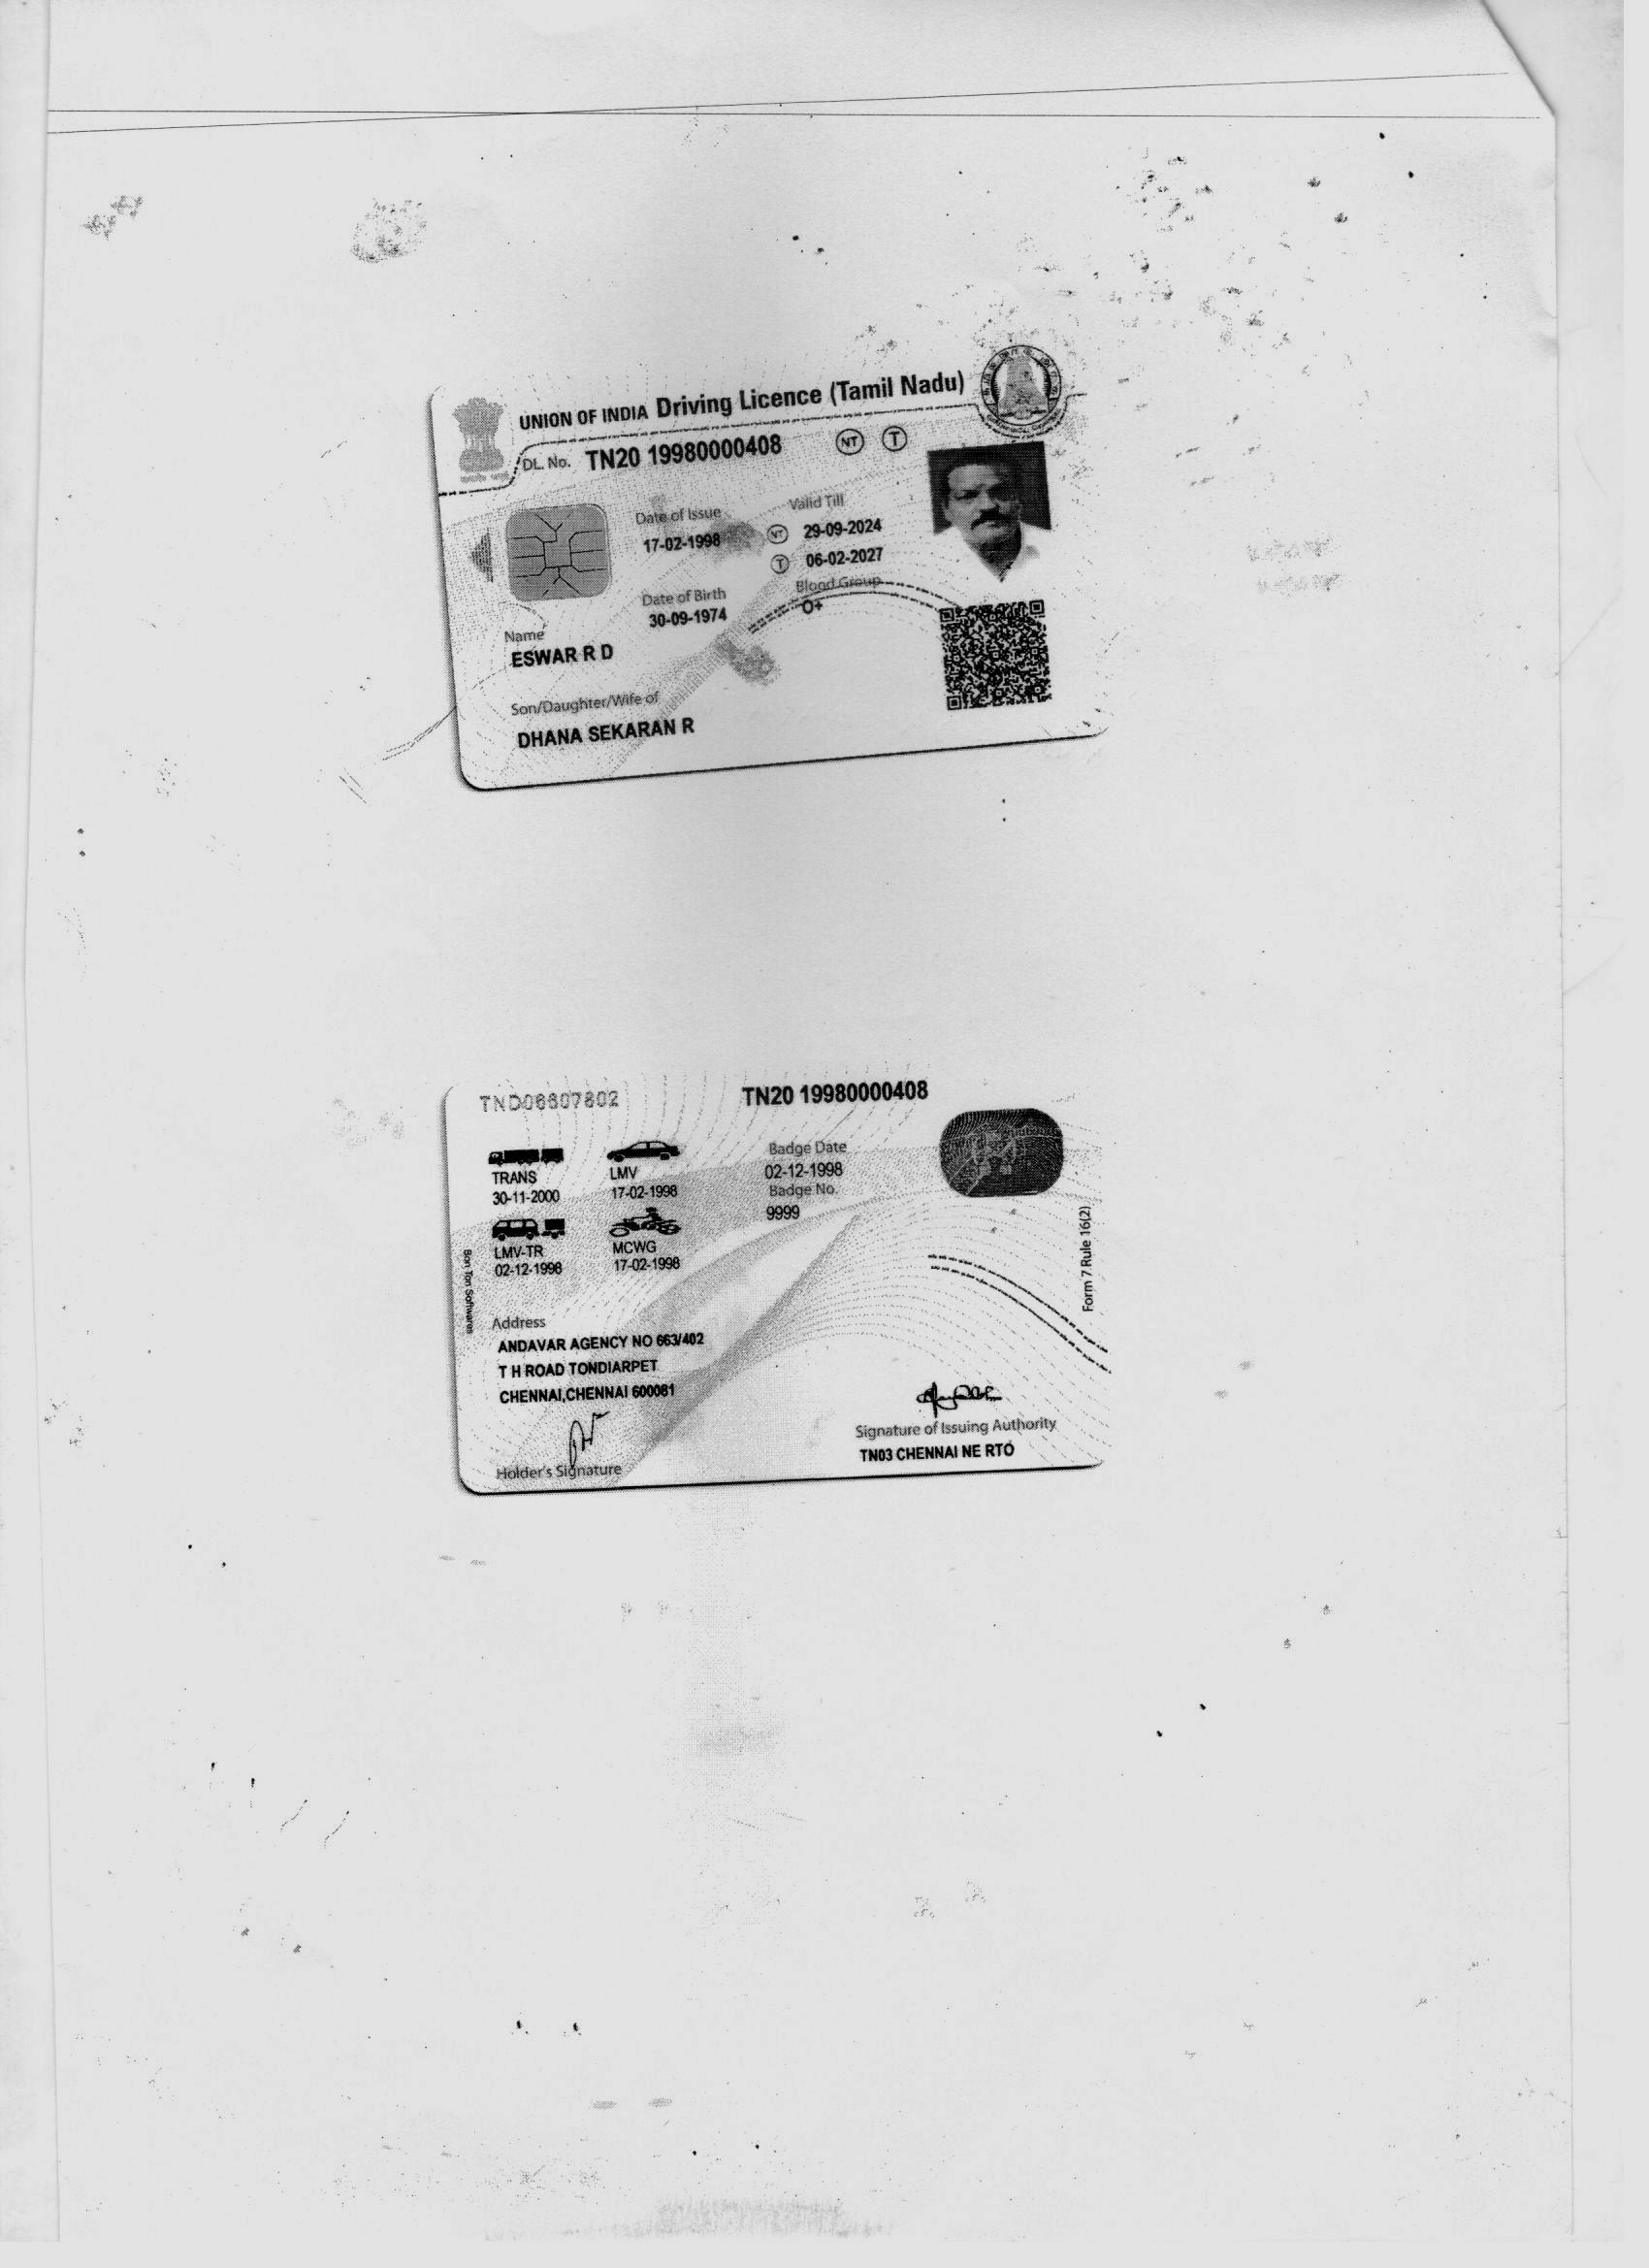 UNION OF INDIA Driving Licence (Tamil Nadu)
DL. No. TN20 19980000408 NT T
Date of Issue Valid Till
17-02-1998 NT 29-09-2024
T 06-02-2027
Date of Birth Blood Group
30-09-1974 O+
Name
ESWAR R D
Son/Daughter/Wife of
DHANA SEKARAN R
TN20 19980000408
TRANS LMV Badge Date
30-11-2000 17-02-1998 02-12-1998
Badge No.
9999
LMV-TR MCWG
02-12-1998 17-02-1998
Form 7 Rule 16(2)
Bon Ton Softwares
Address
ANDAVAR AGENCY NO 663/402
T H ROAD TONDIARPET
CHENNAI,CHENNAI 600081
Holder's Signature
Signature of Issuing Authority
TN03 CHENNAI NE RTO